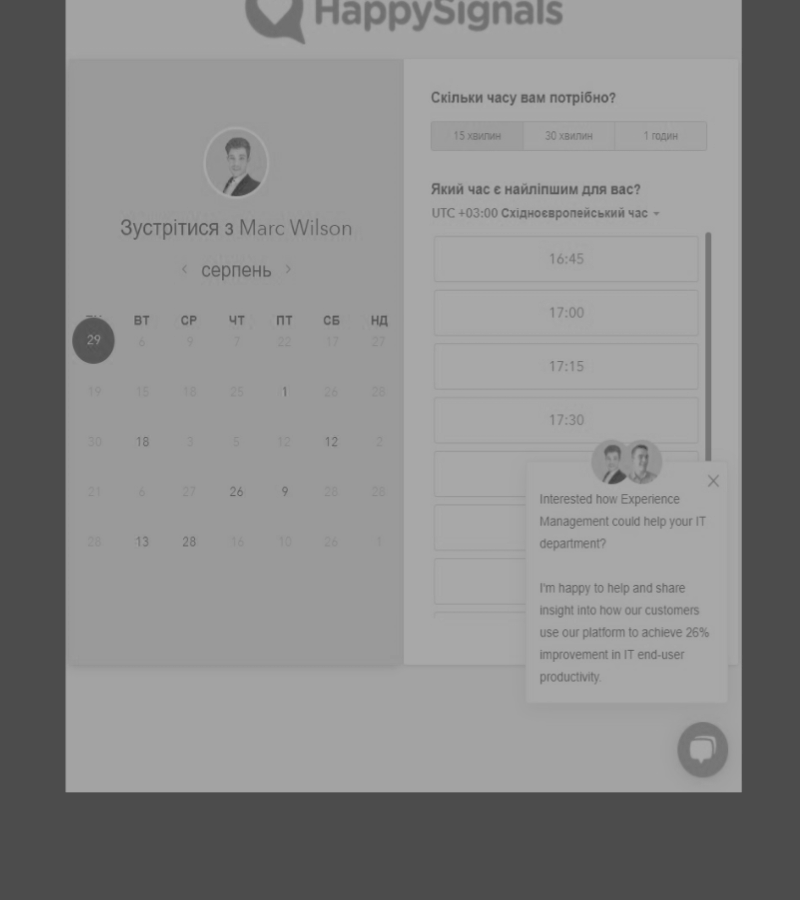 HappySignals
Скільки часу вам потрібно?
15 хвилин 30 хвилин 1 годин
Який час є найліпшим для вас?
UTC +03:00 Східноєвропейський час
Зустрітися з Marc Wilson
серпень
ВТ СР ЧТ ПТ СБ НД
29 6 9 7 22 17 27
19 15 18 25 1 26 28
30 18 3 5 12 12 2
21 6 27 26 9 28 28
28 13 28 16 10 26 1
16:45
17:00
17:15
17:30
Interested how Experience
Management could help your IT
department?
I'm happy to help and share
insight into how our customers
use our platform to achieve 26%
improvement in IT end-user
productivity.